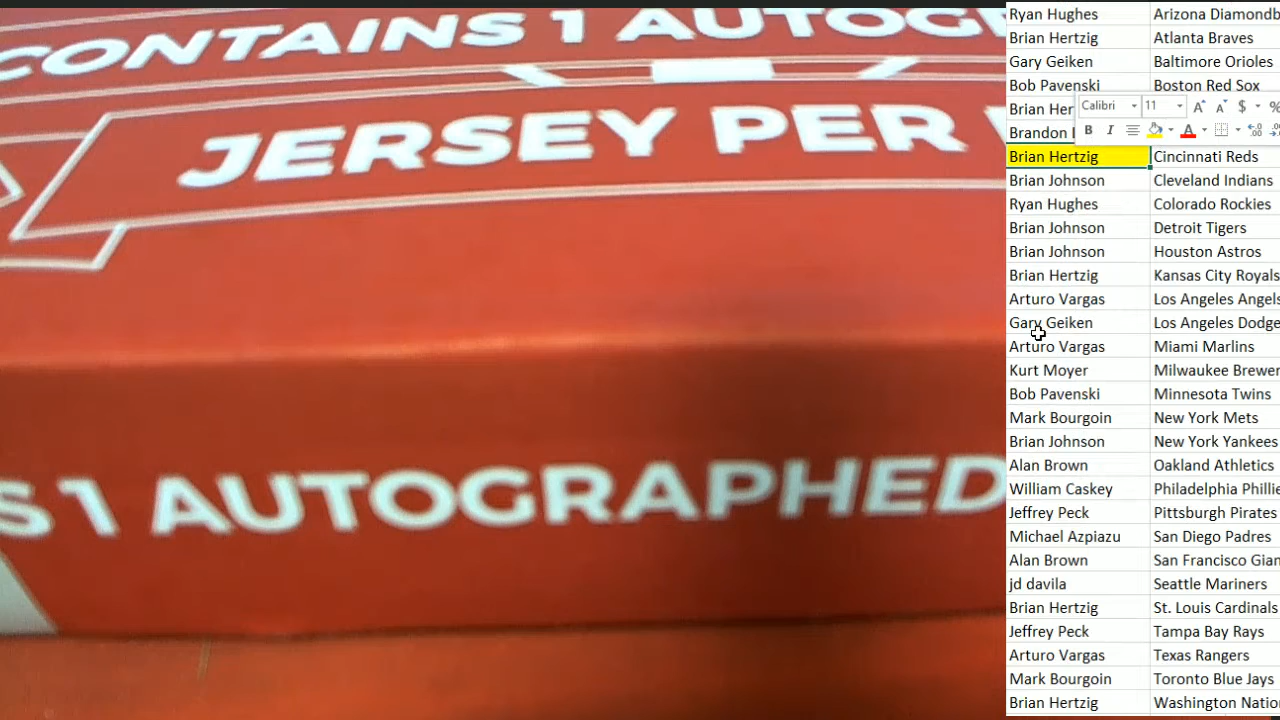 CONTAINS 1 AUTOG
JERSEY PER
S 1 AUTOGRAPHED
Ryan Hughes Arizona Diamondb
Brian Hertzig Atlanta Braves
Gary Geiken Baltimore Orioles
Bob Pavenski Boston Red Sox
Brian Her
Calibri 11 A A $ %
Brandon
B I A
Brian Hertzig Cincinnati Reds
Brian Johnson Cleveland Indians
Ryan Hughes Colorado Rockies
Brian Johnson Detroit Tigers
Brian Johnson Houston Astros
Brian Hertzig Kansas City Royals
Arturo Vargas Los Angeles Angels
Gary Geiken Los Angeles Dodge
Arturo Vargas Miami Marlins
Kurt Moyer Milwaukee Brewer
Bob Pavenski Minnesota Twins
Mark Bourgoin New York Mets
Brian Johnson New York Yankees
Alan Brown Oakland Athletics
William Caskey Philadelphia Phillie
Jeffrey Peck Pittsburgh Pirates
Michael Azpiazu San Diego Padres
Alan Brown San Francisco Gian
jd davila Seattle Mariners
Brian Hertzig St. Louis Cardinals
Jeffrey Peck Tampa Bay Rays
Arturo Vargas Texas Rangers
Mark Bourgoin Toronto Blue Jays
Brian Hertzig Washington Natio